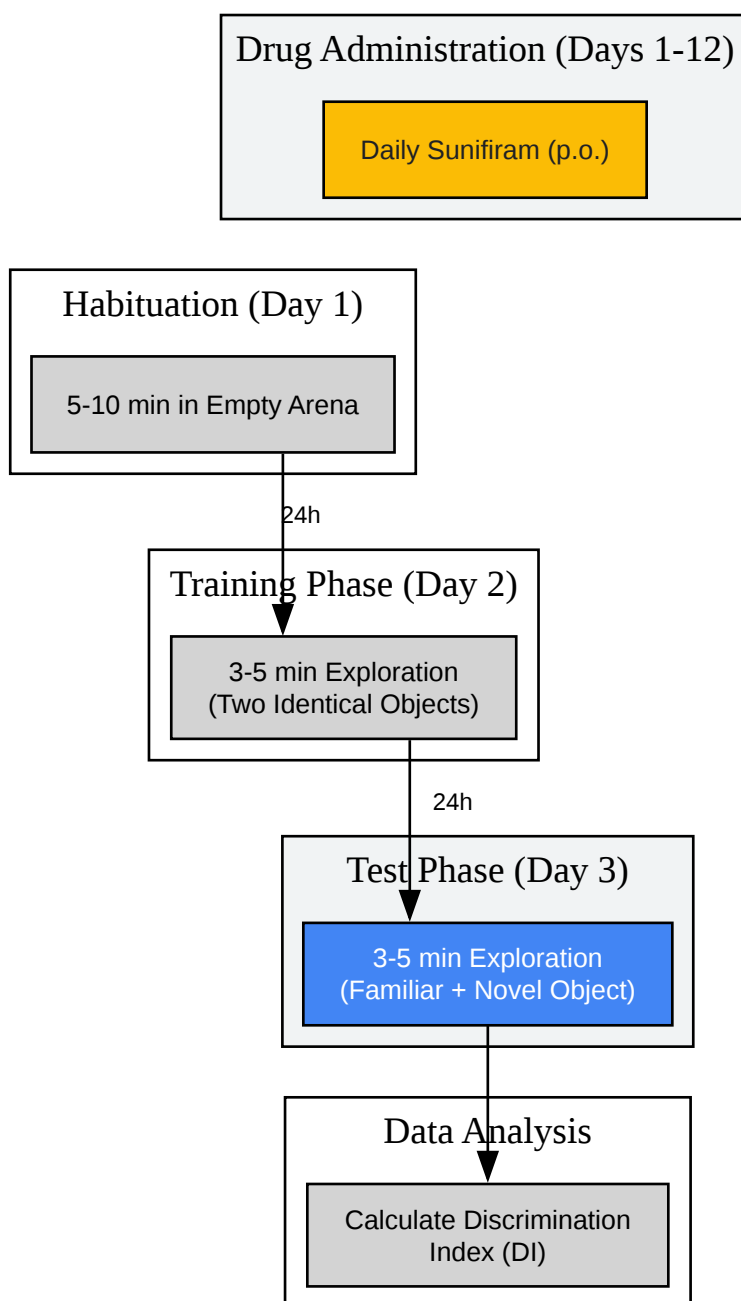 Drug Administration (Days 1-12)
Daily Sunifiram (p.o.)
Habituation (Day 1)
5-10 min in Empty Arena
24h
Training Phase (Day 2)
3-5 min Exploration
(Two Identical Objects)
24h
Test Phase (Day 3)
3-5 min Exploration
(Familiar + Novel Object)
Data Analysis
Calculate Discrimination
Index (DI)